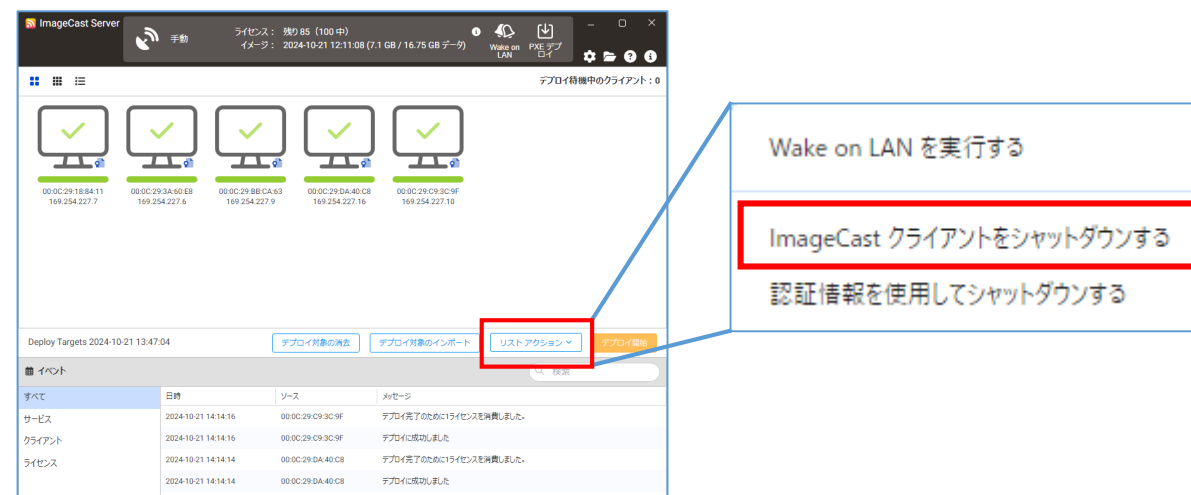 ImageCast Server
手動
ライセンス： 残り 85（100 中）
イメージ： 2024-10-21 12:11:08 (7.1 GB / 16.75 GB データ)
Wake on LAN
PXE デプロイ
デプロイ待機中のクライアント : 0
00:0C:29:18:84:11
169.254.227.7
00:0C:29:3A:60:E8
169.254.227.6
00:0C:29:BB:CA:63
169.254.227.9
00:0C:29:DA:40:C8
169.254.227.16
00:0C:29:C9:3C:9F
169.254.227.10
Wake on LAN を実行する
ImageCast クライアントをシャットダウンする
認証情報を使用してシャットダウンする
Deploy Targets 2024-10-21 13:47:04
デプロイ対象の消去
デプロイ対象のインポート
リスト アクション
デプロイ開始
イベント
検索
すべて
サービス
クライアント
ライセンス
日時 ソース メッセージ
2024-10-21 14:14:16 00:0C:29:C9:3C:9F デプロイ完了のために1ライセンスを消費しました。
2024-10-21 14:14:16 00:0C:29:C9:3C:9F デプロイに成功しました
2024-10-21 14:14:14 00:0C:29:DA:40:C8 デプロイ完了のために1ライセンスを消費しました。
2024-10-21 14:14:14 00:0C:29:DA:40:C8 デプロイに成功しました